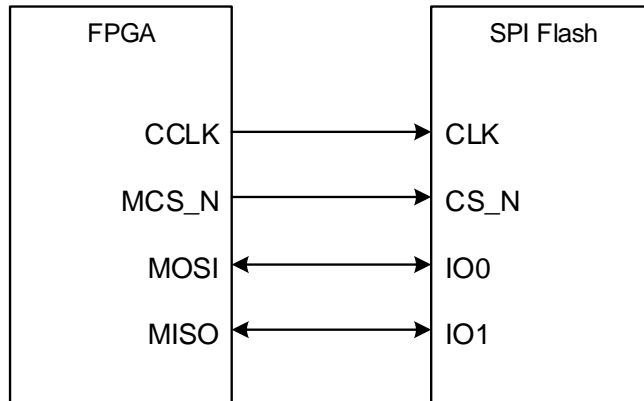 FPGA SPI Flash
CCLK CLK
MCS_N CS_N
MOSI IO0
MISO IO1